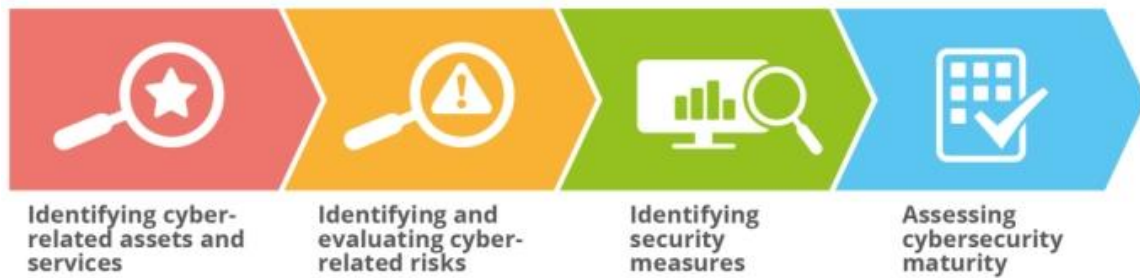 Identifying cyber-
related assets and
services
Identifying and
evaluating cyber-
related risks
Identifying
security
measures
Assessing
cybersecurity
maturity